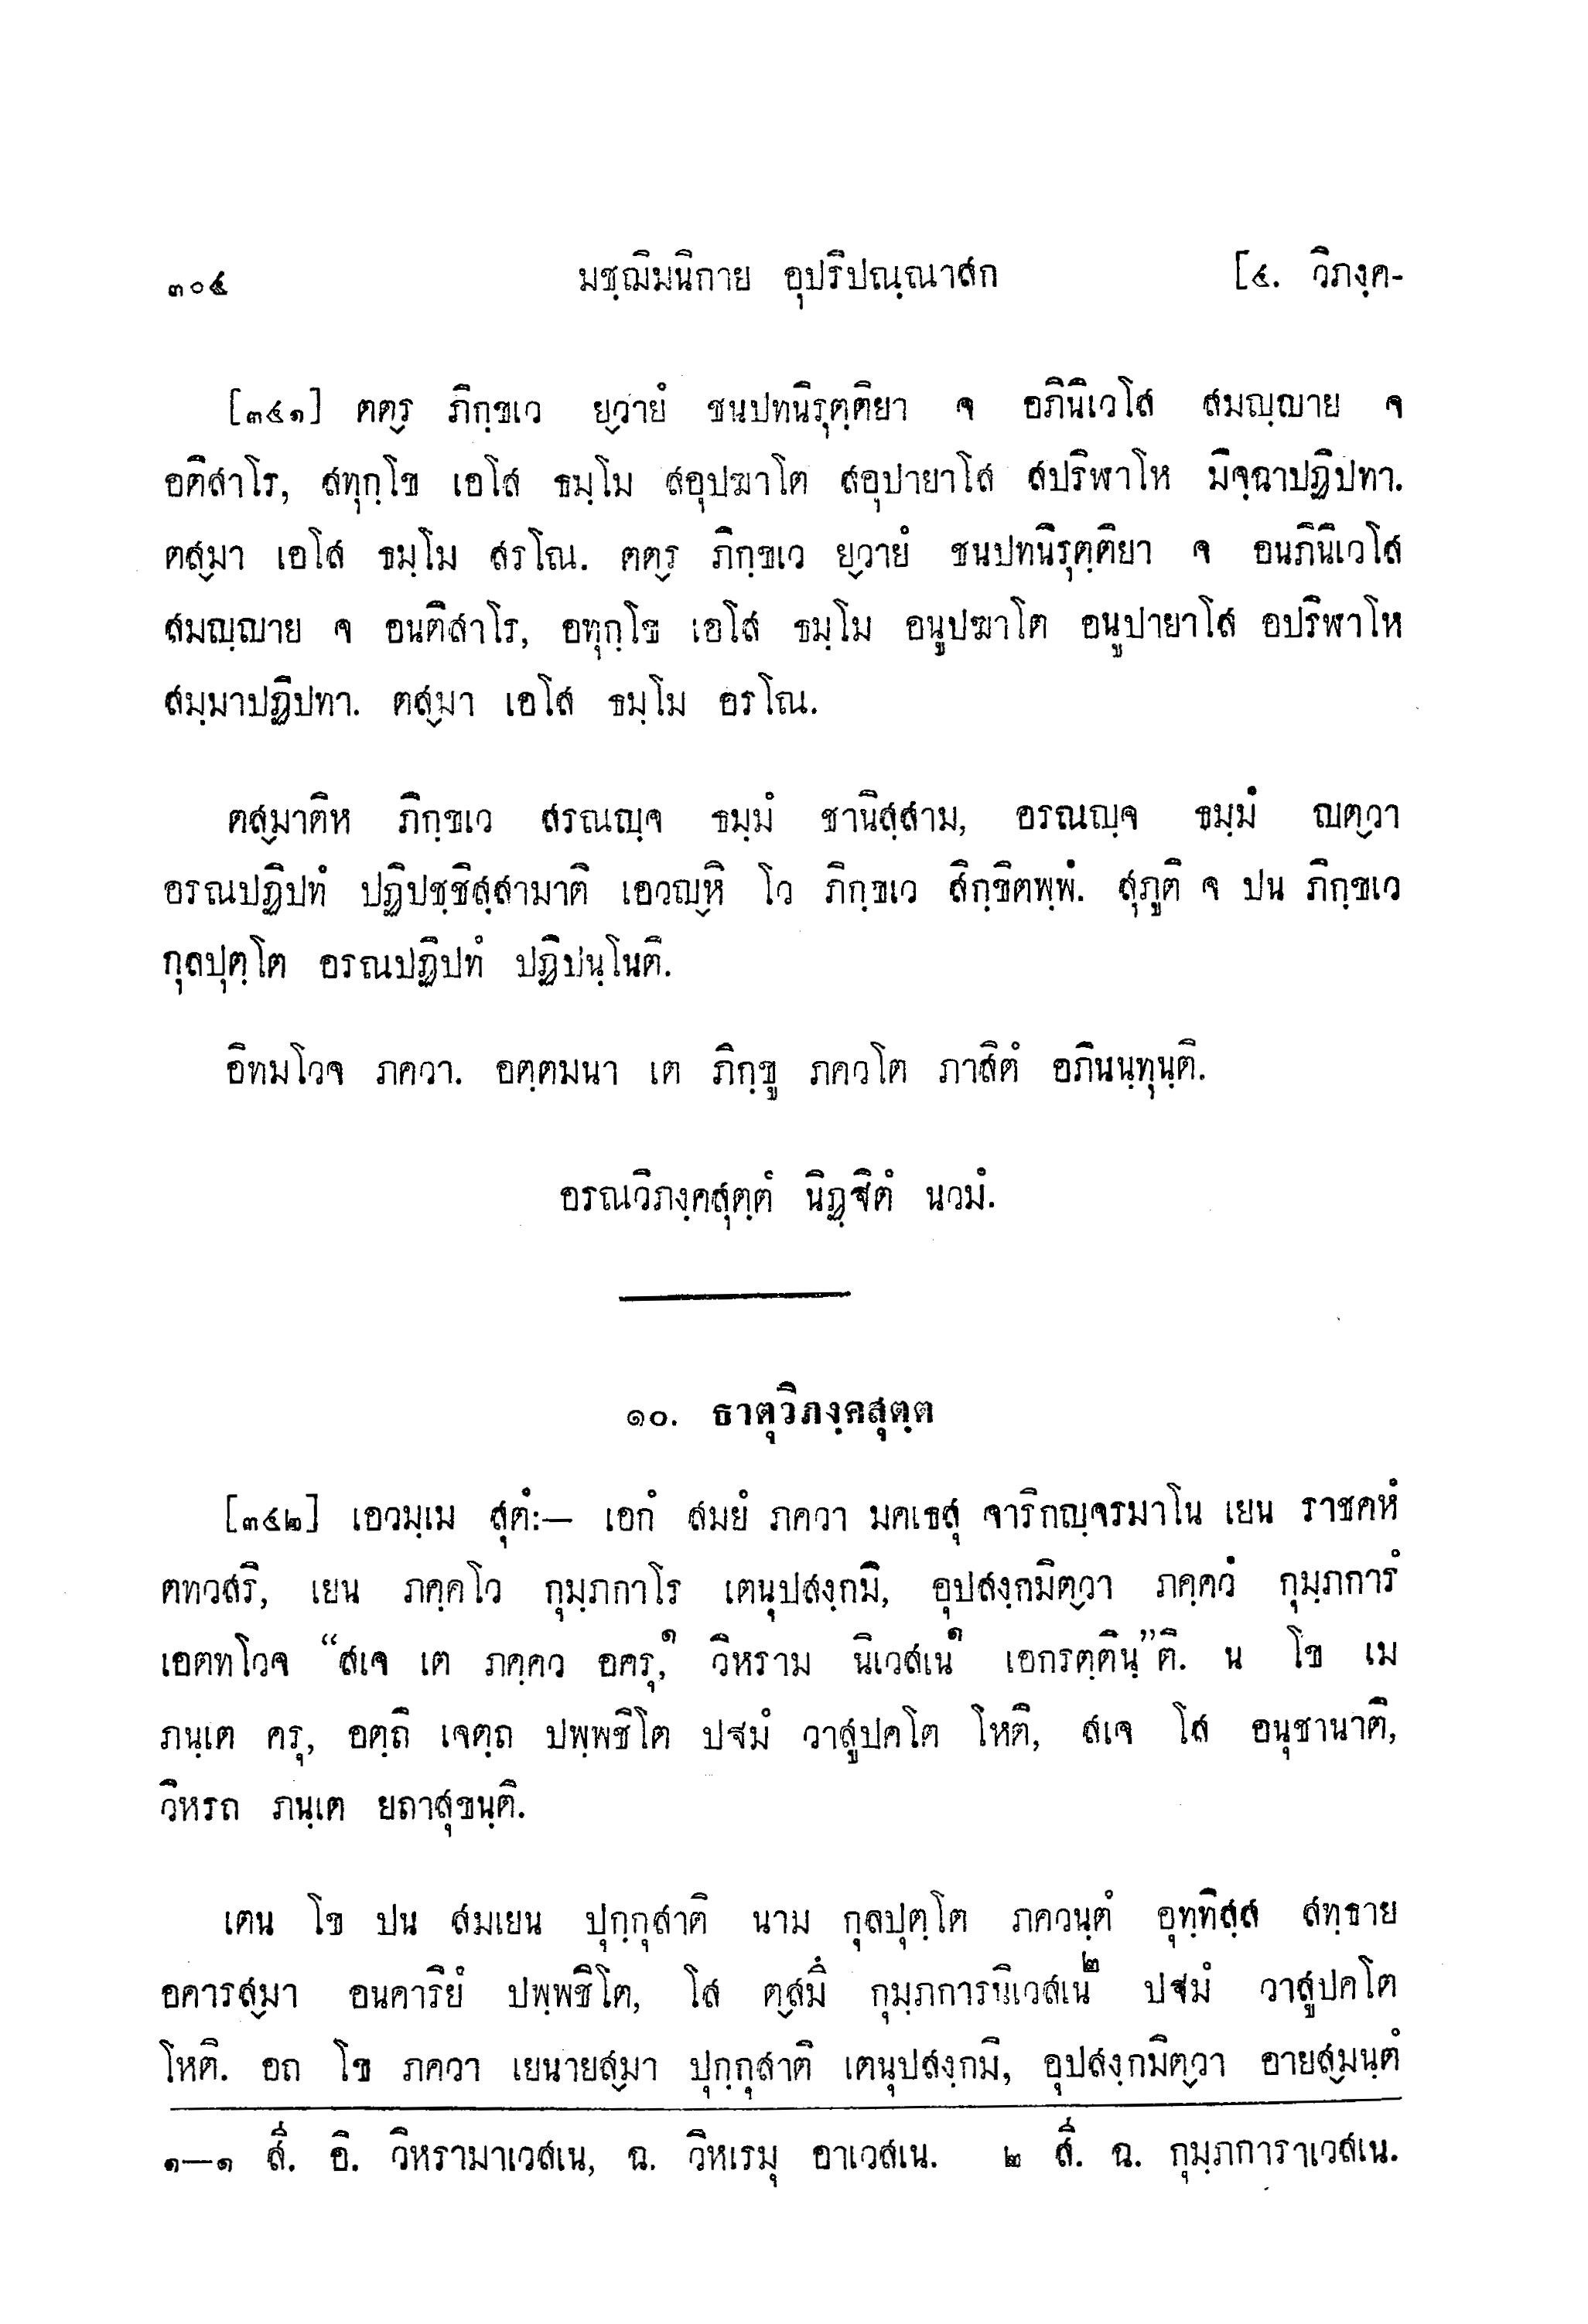 ๓๐๔ มชฺฌิมนิกาย อุปริปณฺณาสก [๔. วิภงฺค-
[๓๔๑] ตตฺร ภิกฺขเว ยฺวายํ ชนปทนิรุตฺติยา จ อภินิเวโส สมญฺญาย จ
อติสาโร, สทุกฺโข เอโส ธมฺโม สอุปฆาโต สอุปายาโส สปริฬาโห มิจฺฉาปฏิปทา.
ตสฺมา เอโส ธมฺโม สรโณ. ตตฺร ภิกฺขเว ยฺวายํ ชนปทนิรุตฺติยา จ อนภินิเวโส
สมญฺญาย จ อนติสาโร, อทุกฺโข เอโส ธมฺโม อนูปฆาโต อนูปายาโส อปริฬาโห
สมฺมาปฏิปทา. ตสฺมา เอโส ธมฺโม อรโณ.
ตสฺมาติห ภิกฺขเว สรณญฺจ ธมฺมํ ชานิสฺสาม, อรณญฺจ ธมฺมํ ญตฺวา
อรณปฏิปทํ ปฏิปชฺชิสฺสามาติ เอวญฺหิ โว ภิกฺขเว สิกฺขิตพฺพํ. สุภูติ จ ปน ภิกฺขเว
กุลปุตฺโต อรณปฏิปทํ ปฏิปนฺโนติ.
อิทมโวจ ภควา. อตฺตมนา เต ภิกฺขู ภควโต ภาสิตํ อภินนฺทุนฺติ.
อรณวิภงฺคสุตฺตํ นิฏฺฐิตํ นวมํ.
๑๐. ธาตุวิภงฺคสุตฺต
[๓๔๒] เอวมฺเม สุตํ:— เอกํ สมยํ ภควา มคเธสุ จาริกญฺจรมาโน เยน ราชคหํ
ตทวสริ, เยน ภคฺคโว กุมฺภกาโร เตนุปสงฺกมิ, อุปสงฺกมิตฺวา ภคฺควํ กุมฺภการํ
เอตทโวจ “สเจ เต ภคฺคว อครุ,๑ วิหราม นิเวสเน๑ เอกรตฺตินฺ”ติ. น โข เม
ภนฺเต ครุ, อตฺถิ เจตฺถ ปพฺพชิโต ปฐมํ วาสูปคโต โหติ, สเจ โส อนุชานาติ,
วิหรถ ภนฺเต ยถาสุขนฺติ.
เตน โข ปน สมเยน ปุกฺกุสาติ นาม กุลปุตฺโต ภควนฺตํ อุทฺทิสฺส สทฺธาย
อคารสฺมา อนคาริยํ ปพฺพชิโต, โส ตฺสมึ กุมฺภการนิเวสเน๒ ปฐมํ วาสูปคโต
โหติ. อถ โข ภควา เยนายสฺมา ปุกฺกุสาติ เตนุปสงฺกมิ, อุปสงฺกมิตฺวา อายสฺมนฺตํ
๑—๑ สี. อิ. วิหรามาเวสเน, ฉ. วิหเรมุ อาเวสเน. ๒ สี. ฉ. กุมฺภการาเวสเน.